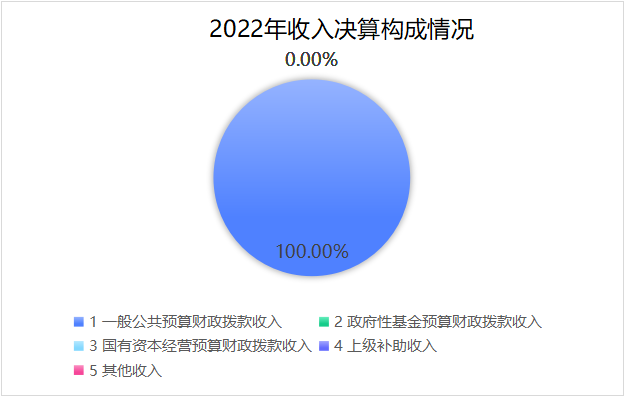 2022年收入决算构成情况
0.00%
100.00%
1 一般公共预算财政拨款收入 2 政府性基金预算财政拨款收入
3 国有资本经营预算财政拨款收入 4 上级补助收入
5 其他收入